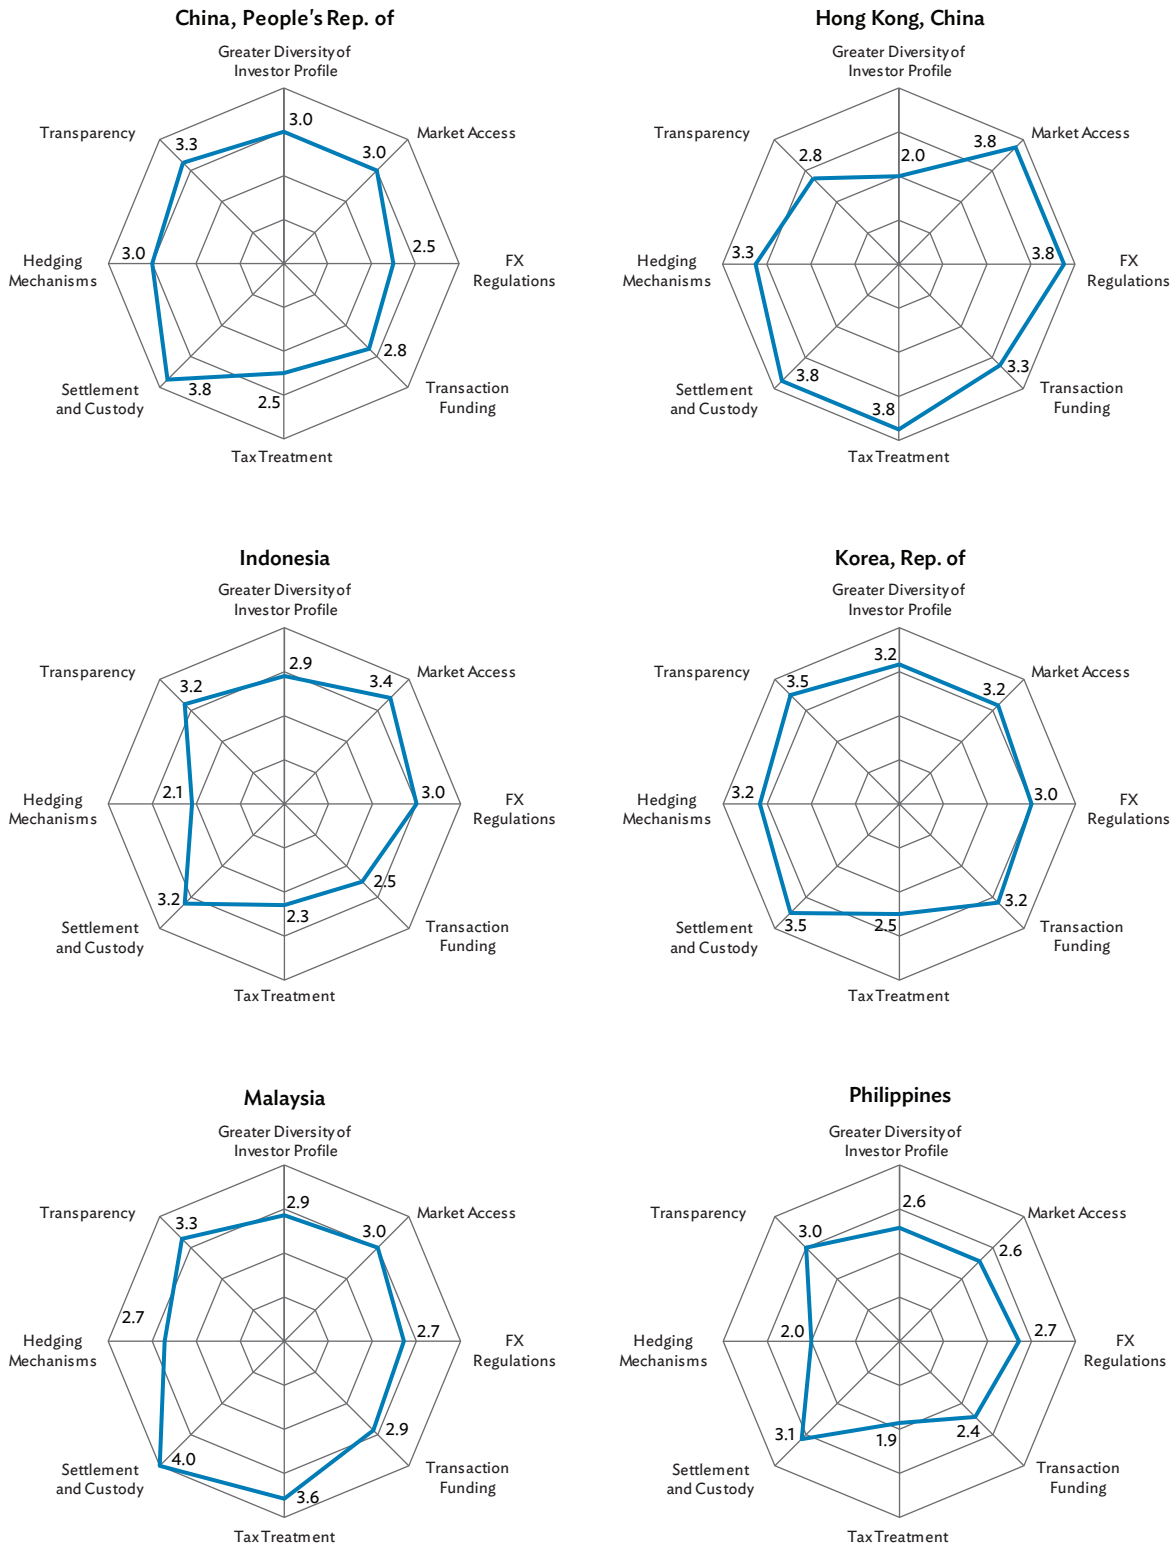 China, People's Rep. of
Greater Diversity of
Investor Profile
Transparency
Market Access
3.0
3.3
3.0
Hedging
Mechanisms
3.0
2.5
FX
Regulations
Settlement
and Custody
3.8
2.5
2.8
Transaction
Funding
Tax Treatment
Hong Kong, China
Greater Diversity of
Investor Profile
Transparency
Market Access
2.8
2.0
3.8
Hedging
Mechanisms
3.3
3.8
FX
Regulations
Settlement
and Custody
3.8
3.8
3.3
Transaction
Funding
Tax Treatment
Indonesia
Greater Diversity of
Investor Profile
Transparency
Market Access
3.2
2.9
3.4
Hedging
Mechanisms
2.1
3.0
FX
Regulations
Settlement
and Custody
3.2
2.3
2.5
Transaction
Funding
Tax Treatment
Korea, Rep. of
Greater Diversity of
Investor Profile
Transparency
Market Access
3.5
3.2
3.2
Hedging
Mechanisms
3.2
3.0
FX
Regulations
Settlement
and Custody
3.5
2.5
3.2
Transaction
Funding
Tax Treatment
Malaysia
Greater Diversity of
Investor Profile
Transparency
Market Access
3.3
2.9
3.0
Hedging
Mechanisms
2.7
2.7
FX
Regulations
Settlement
and Custody
4.0
3.6
2.9
Transaction
Funding
Tax Treatment
Philippines
Greater Diversity of
Investor Profile
Transparency
Market Access
3.0
2.6
2.6
Hedging
Mechanisms
2.0
2.7
FX
Regulations
Settlement
and Custody
3.1
1.9
2.4
Transaction
Funding
Tax Treatment